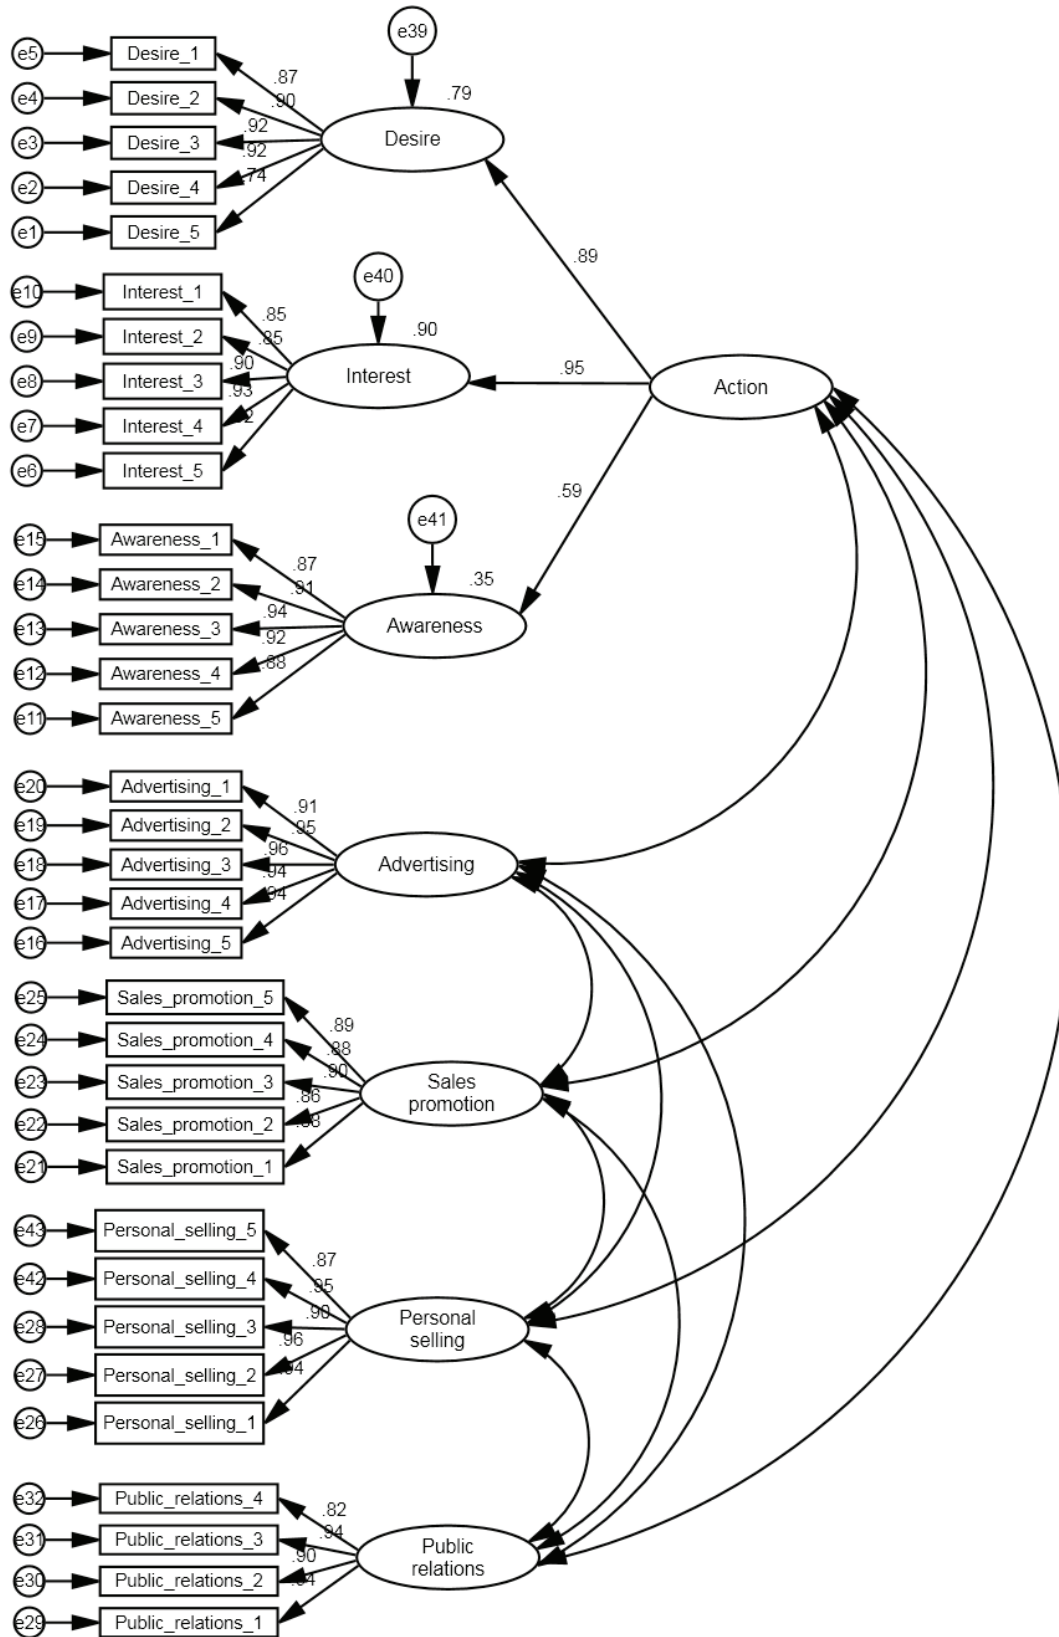 e39
e5
Desire_1
.87
.79
e4
Desire_2
.90
Desire
e3
Desire_3
.92
e2
Desire_4
.92
e1
Desire_5
.74
.89
e40
e10
Interest_1
.85
.90
e9
Interest_2
.85
Interest
.95
Action
e8
Interest_3
.90
e7
Interest_4
.93
e6
Interest_5
.59
e41
e15
Awareness_1
.87
.35
e14
Awareness_2
.91
Awareness
e13
Awareness_3
.94
e12
Awareness_4
.92
e11
Awareness_5
.88
e20
Advertising_1
.91
e19
Advertising_2
.95
Advertising
e18
Advertising_3
.96
e17
Advertising_4
.94
e16
Advertising_5
.94
e25
Sales_promotion_5
.89
e24
Sales_promotion_4
.88
Sales
promotion
e23
Sales_promotion_3
.90
e22
Sales_promotion_2
.86
e21
Sales_promotion_1
e43
Personal_selling_5
.87
e42
Personal_selling_4
.95
Personal
selling
e28
Personal_selling_3
.90
e27
Personal_selling_2
.96
e26
Personal_selling_1
.94
e32
Public_relations_4
.82
e31
Public_relations_3
.94
Public
relations
e30
Public_relations_2
.90
e29
Public_relations_1